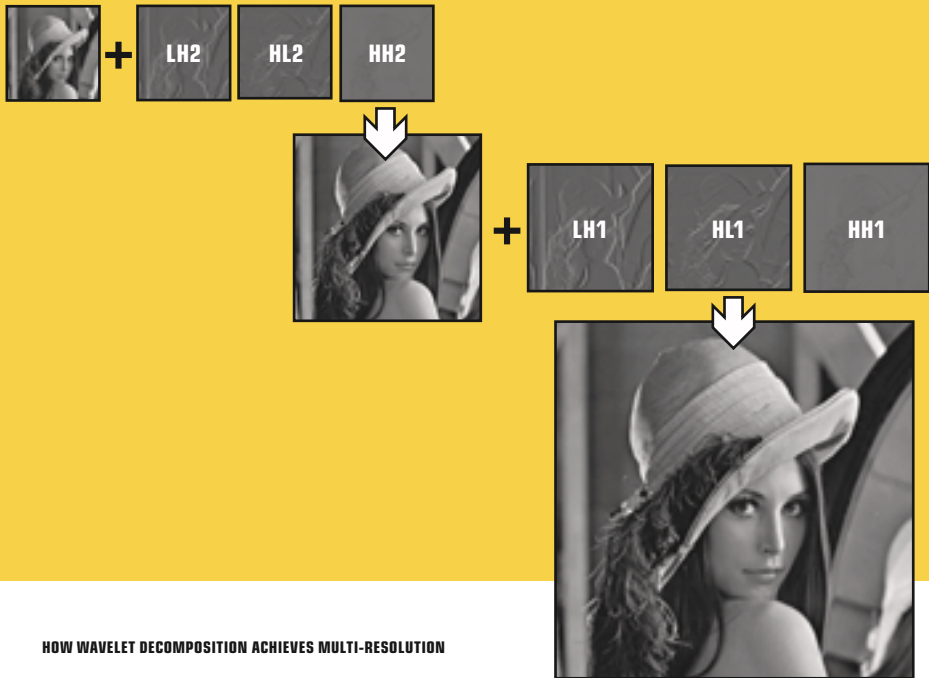 + LH2 HL2 HH2
+ LH1 HL1 HH1
HOW WAVELET DECOMPOSITION ACHIEVES MULTI-RESOLUTION